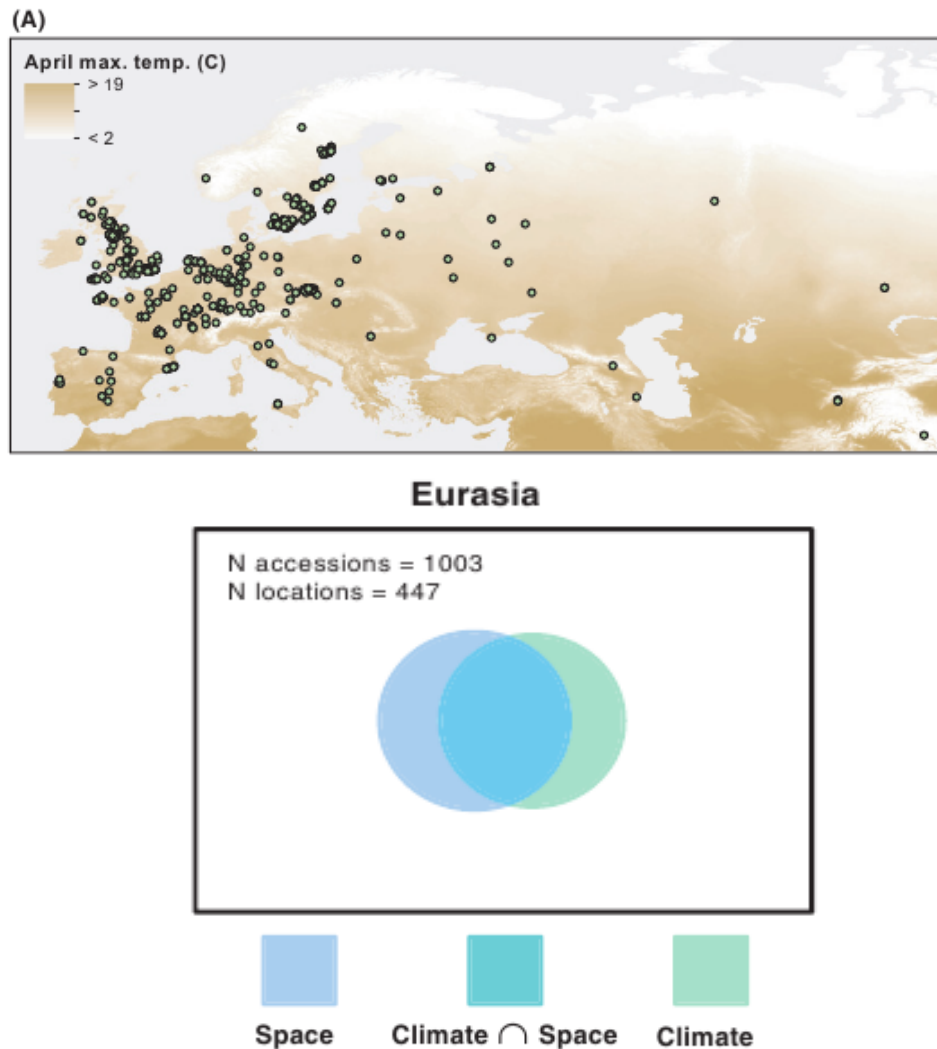 (A)
April max. temp. (C)
> 19
< 2
Eurasia
N accessions = 1003
N locations = 447
Space
Climate ∩ Space
Climate